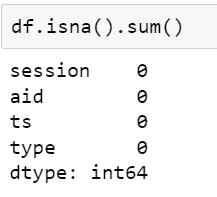 df.isna().sum()
session    0
aid        0
ts         0
type       0
dtype: int64